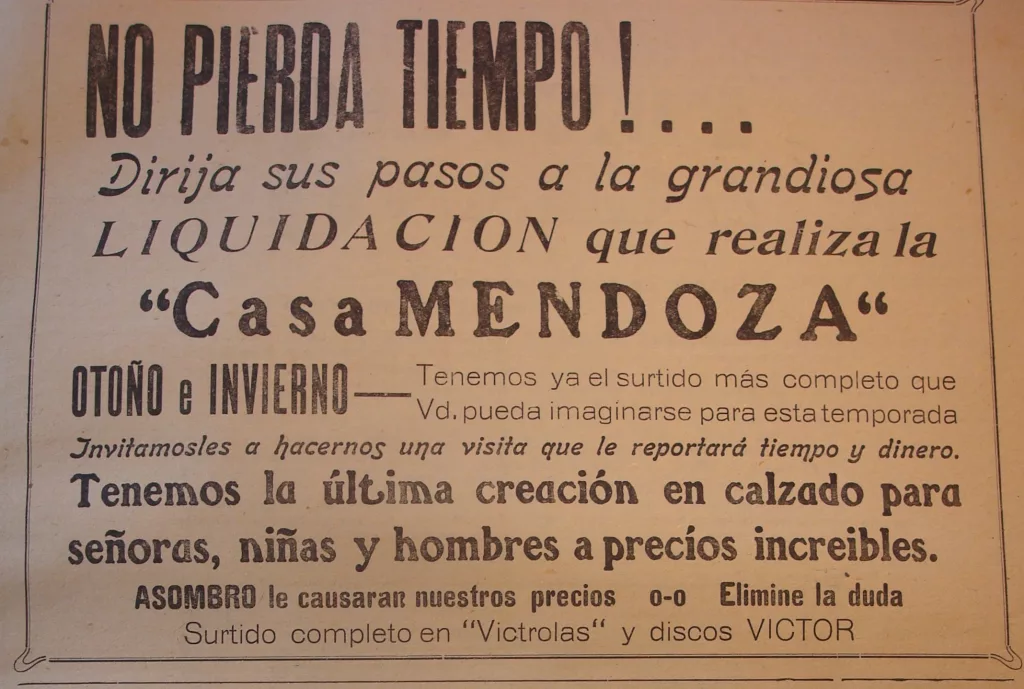 NO PIERDA TIEMPO !....
Dirija sus pasos a la grandiosa
LIQUIDACION que realiza la
“Casa MENDOZA“
OTOÑO e INVIERNO— Tenemos ya el surtido más completo que
Vd. pueda imaginarse para esta temporada
Invitamosles a hacernos una visita que le reportará tiempo y dinero.
Tenemos la última creación en calzado para
señoras, niñas y hombres a precíos increibles.
ASOMBRO le causaran nuestros precios o-o Elimine la duda
Surtido completo en “Victrolas“ y discos VICTOR